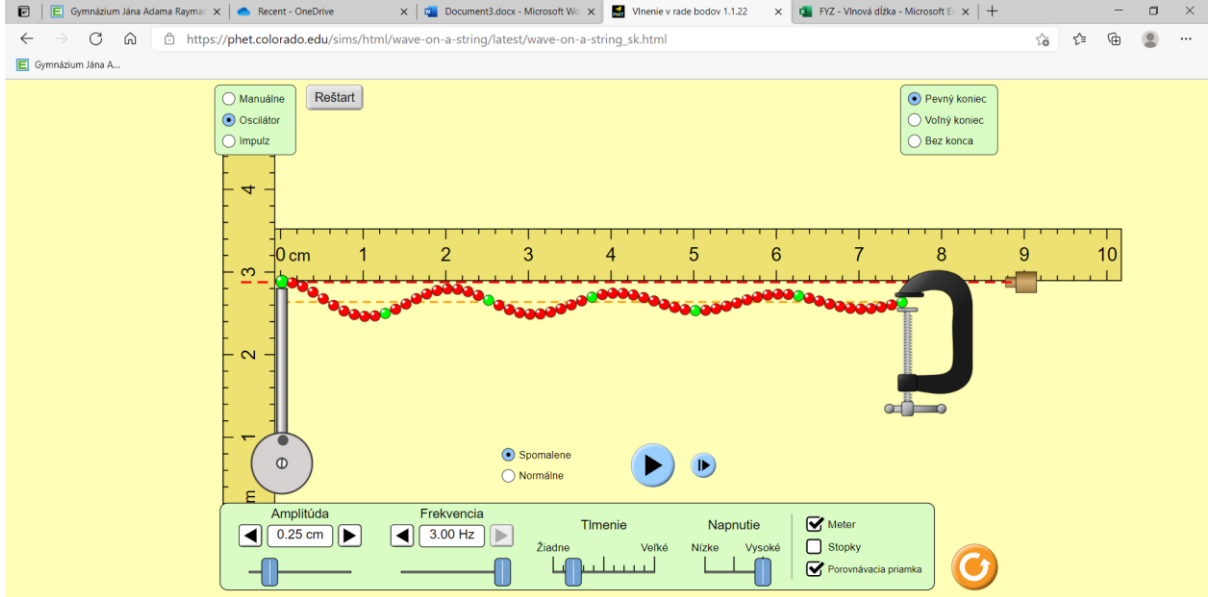 Gymnázium Jána Adama Rayman
Recent - OneDrive
Document3.docx - Microsoft Wo
Vlnenie v rade bodov 1.1.22
FYZ - Vlnová dĺžka - Microsoft E
https://phet.colorado.edu/sims/html/wave-on-a-string/latest/wave-on-a-string_sk.html
Gymnázium Jána A...
Manuálne
Oscilátor
Impulz
Reštart
Pevný koniec
Voľný koniec
Bez konca
0 cm 1 2 3 4 5 6 7 8 9 10
4
3
2
1
Spomalene
Normálne
Amplitúda
0.25 cm
Frekvencia
3.00 Hz
Tlmenie
Žiadne Veľké
Napnutie
Nízke Vysoké
Meter
Stopky
Porovnávacia priamka